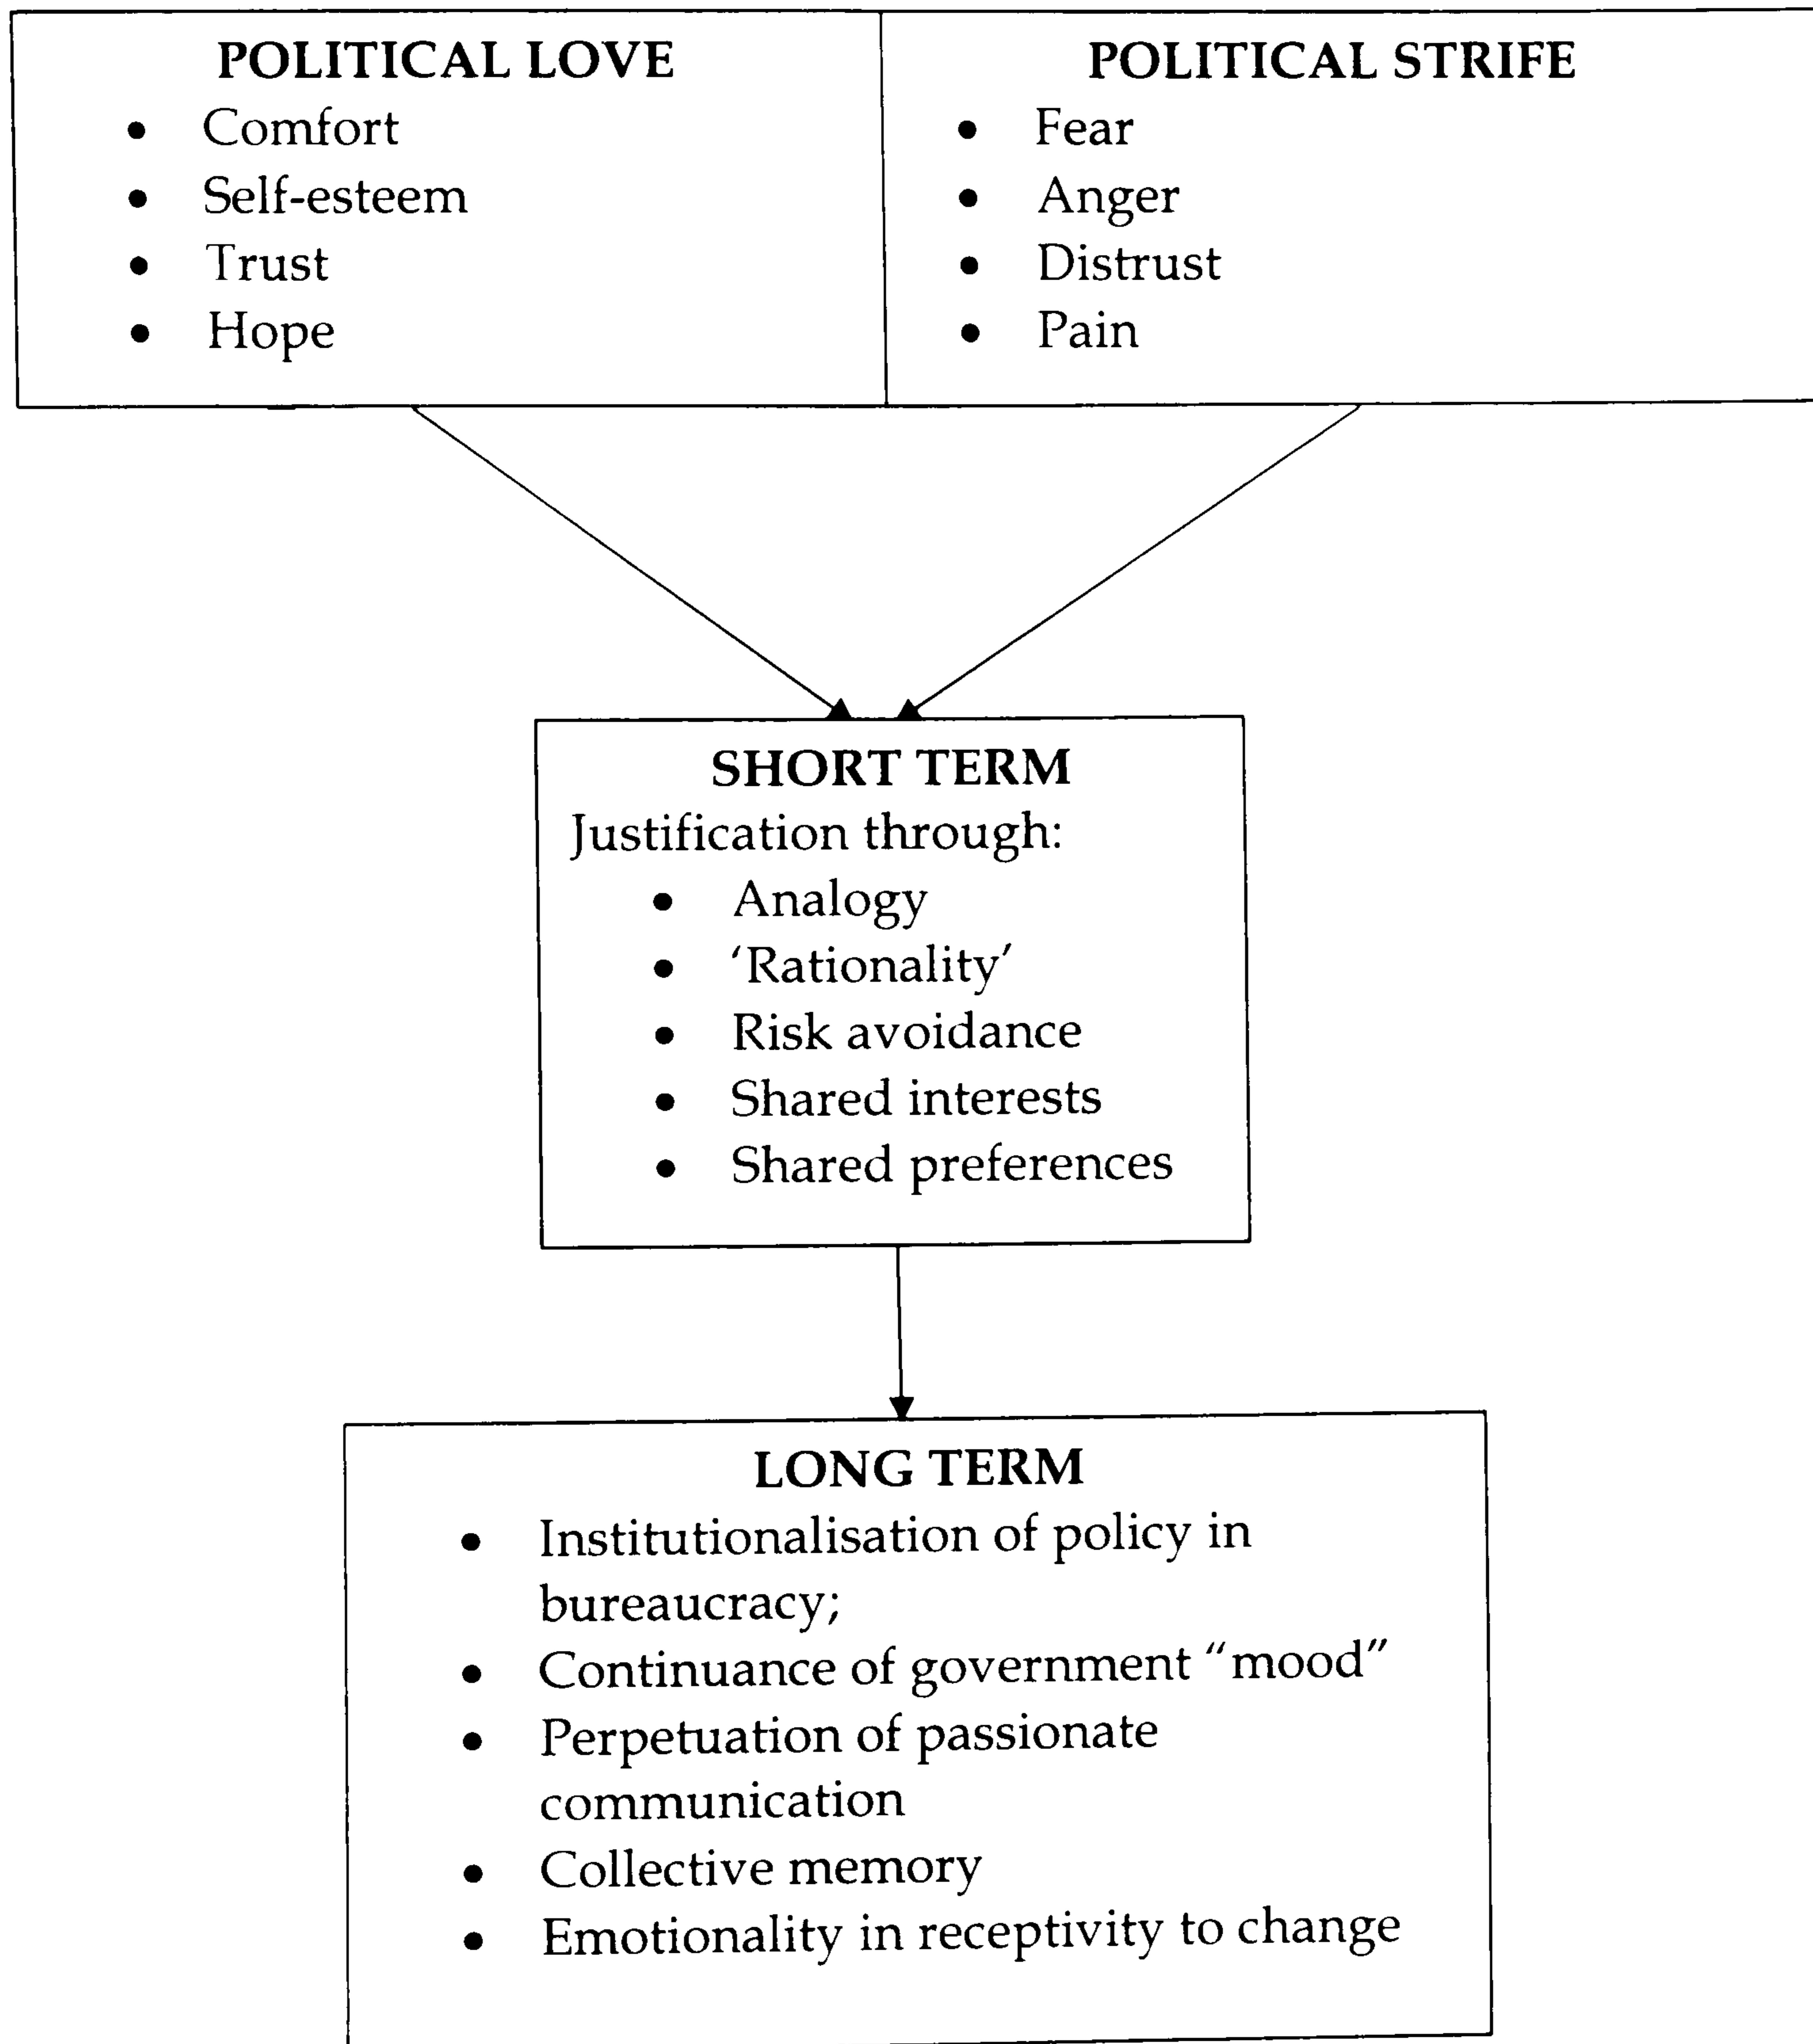 POLITICAL LOVE
• Comfort
• Self-esteem
• Trust
• Hope
POLITICAL STRIFE
• Fear
• Anger
• Distrust
• Pain
SHORT TERM
Justification through:
• Analogy
• ‘Rationality’
• Risk avoidance
• Shared interests
• Shared preferences
LONG TERM
• Institutionalisation of policy in
bureaucracy;
• Continuance of government “mood”
• Perpetuation of passionate
communication
• Collective memory
• Emotionality in receptivity to change